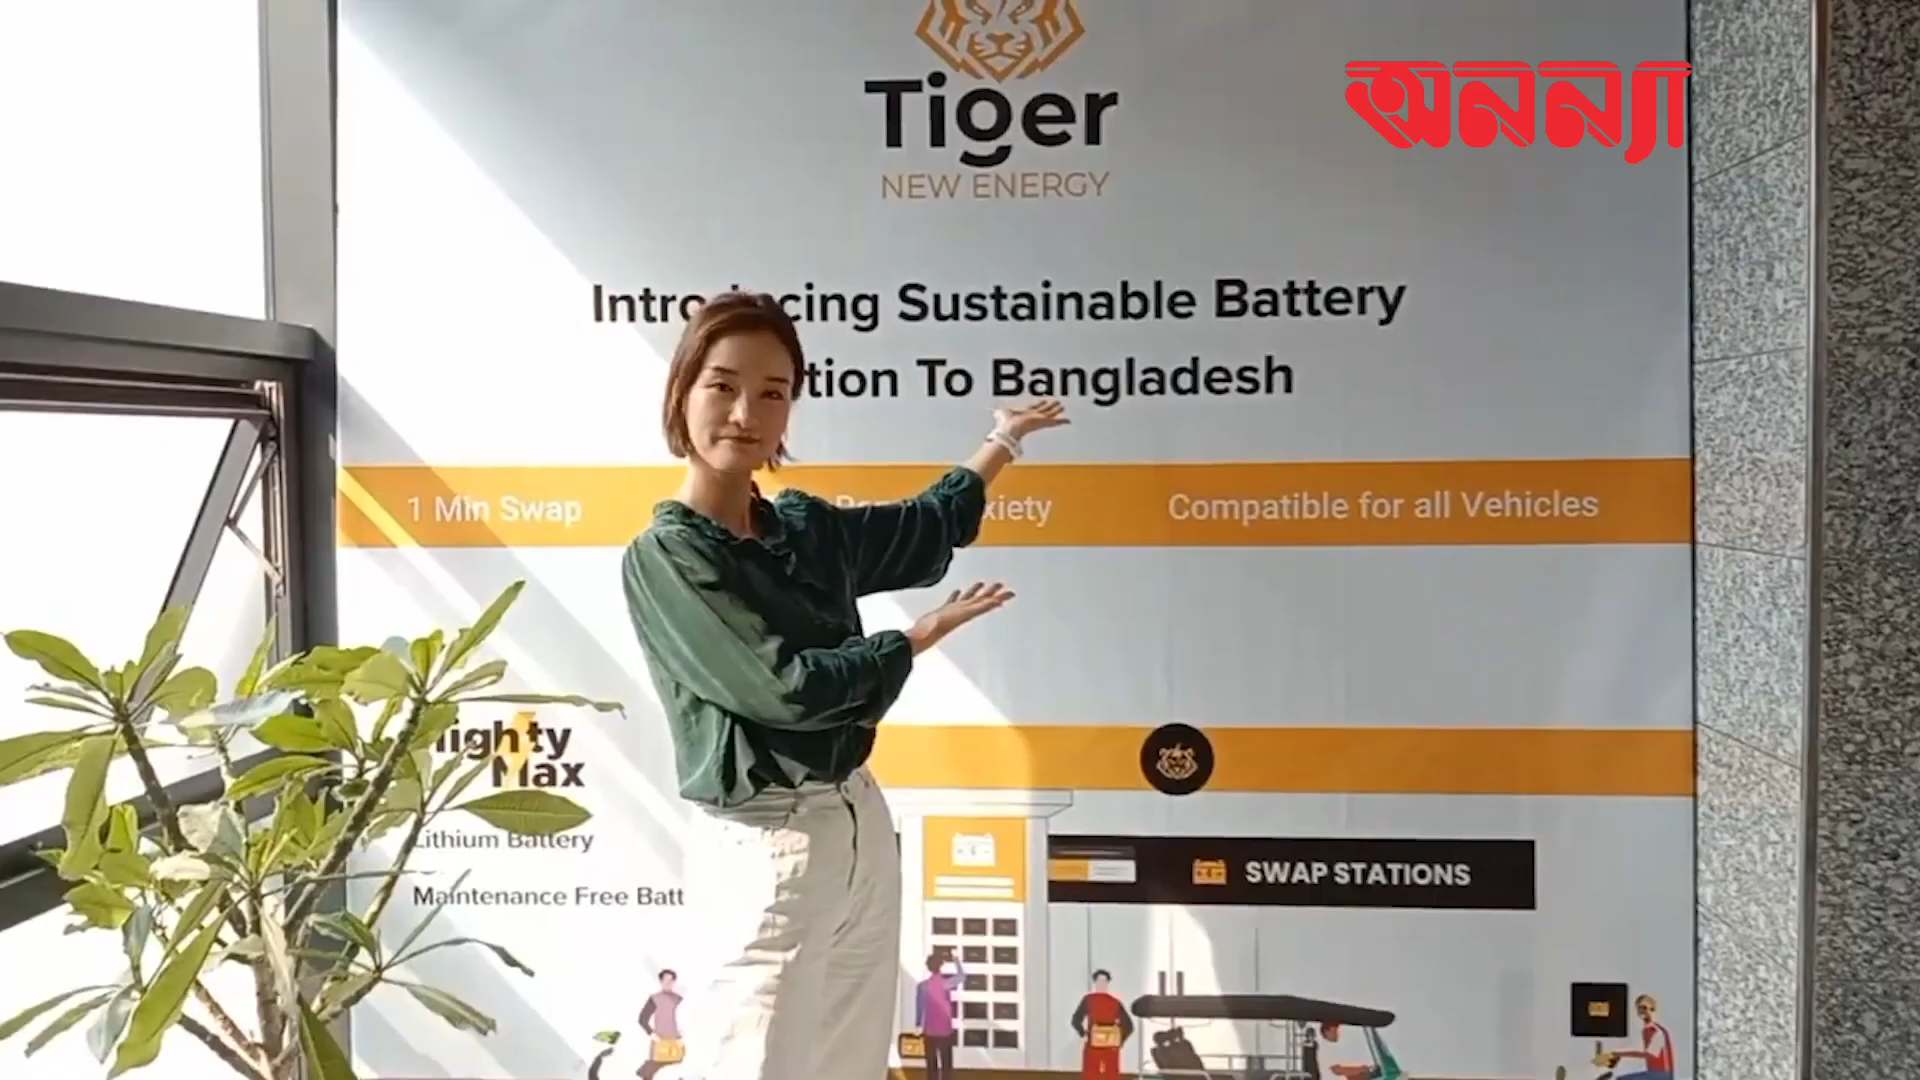 অনন্যা
Tiger
NEW ENERGY
Sustainable Battery
To Bangladesh
1 Min Swap
Compatible for all Vehicles
Max
Lithium Battery
Maintenance Free
SWAP STATIONS